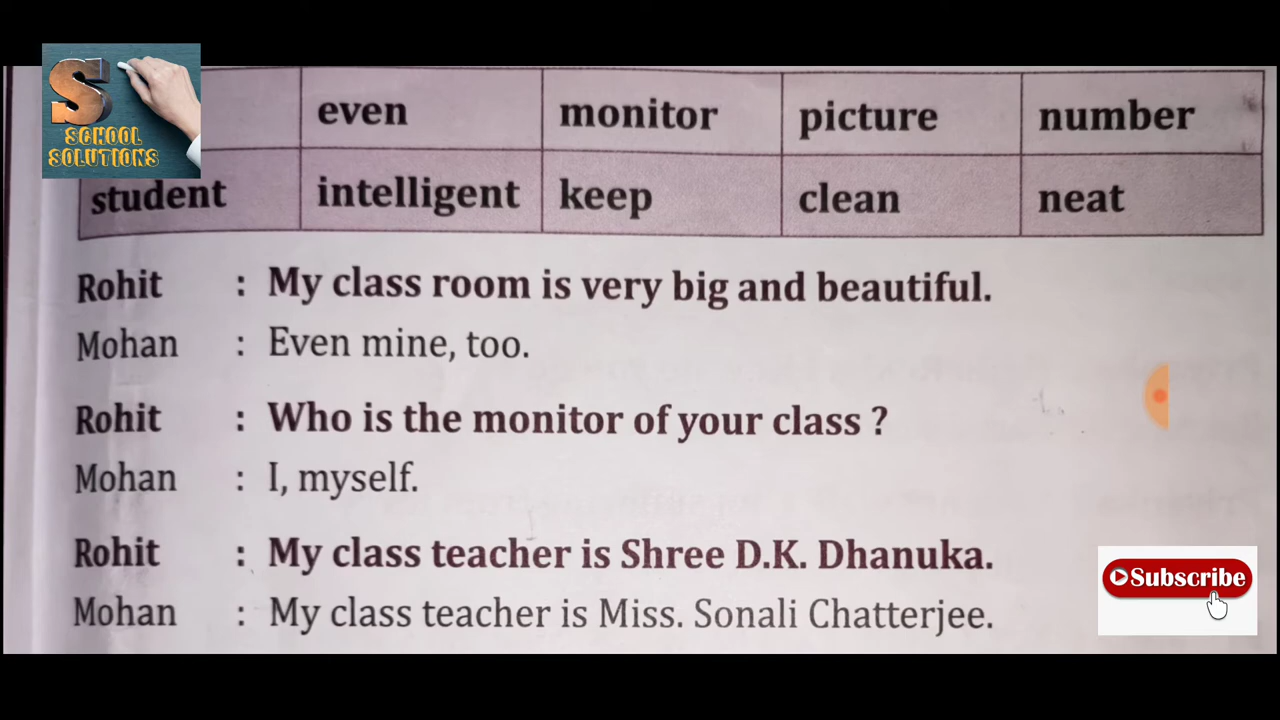 S
SCHOOL
SOLUTIONS
even monitor picture number
student intelligent keep clean neat
Rohit : My class room is very big and beautiful.
Mohan : Even mine, too.
Rohit : Who is the monitor of your class ?
Mohan : I, myself.
Rohit : My class teacher is Shree D.K. Dhanuka.
Mohan : My class teacher is Miss. Sonali Chatterjee.
Subscribe